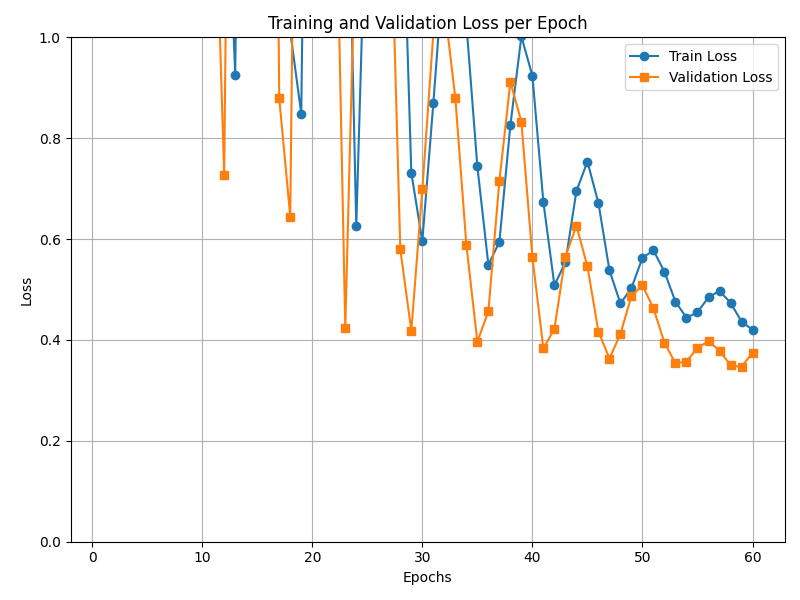 Training and Validation Loss per Epoch
1.0
Train Loss
Validation Loss
0.8
0.6
Loss
0.4
0.2
0.0
0 10 20 30 40 50 60
Epochs